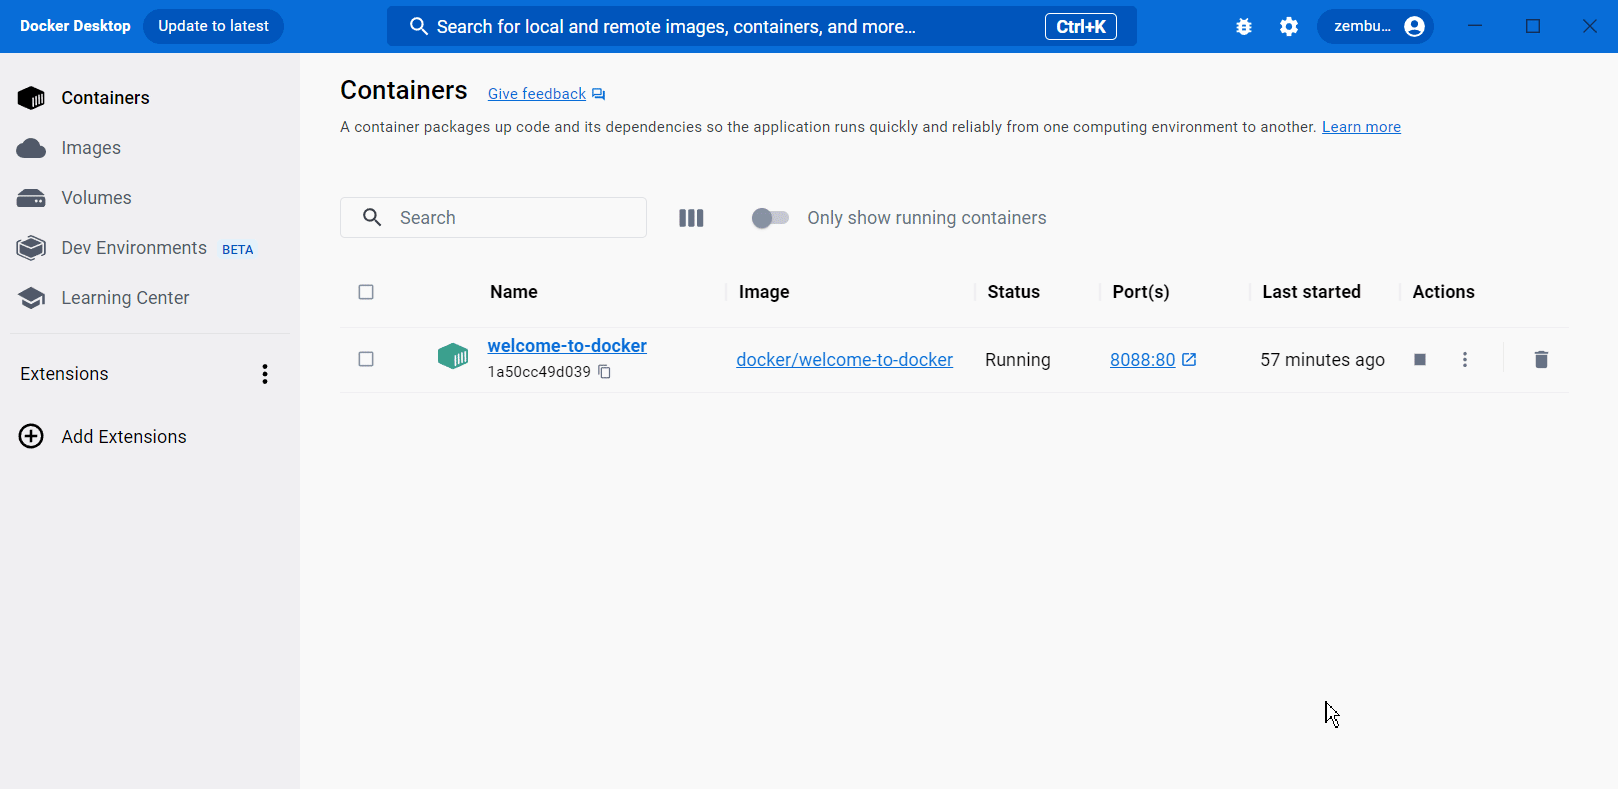 Docker Desktop Update to latest Search for local and remote images, containers, and more... Ctrl+K zembu...
Containers
Images
Volumes
Dev Environments BETA
Learning Center
Extensions
Add Extensions
Containers Give feedback
A container packages up code and its dependencies so the application runs quickly and reliably from one computing environment to another. Learn more
Search Only show running containers
Name Image Status Port(s) Last started Actions
welcome-to-docker docker/welcome-to-docker Running 8088:80 57 minutes ago
1a50cc49d039